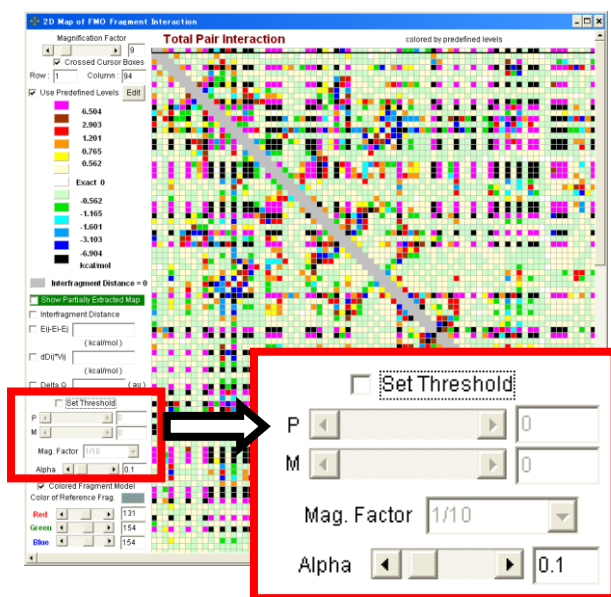 2D Map of FMO Fragment Interaction
Magnification Factor
9
Total Pair Interaction
colored by predefined levels
Crossed Cursor Boxes
Row: 1 Column: 94
Use Predefined Levels Edit
6.504
2.903
1.201
0.765
0.562
Exact 0
-0.562
-1.165
-1.601
-3.103
-6.904
kcal/mol
Interfragment Distance = 0
Show Partially Extracted Map
Interfragment Distance
Eij-Ei-Ej
(kcal/mol)
dDij*Vij
(kcal/mol)
Delta Q (au)
Set Threshold
P 0
M 0
Mag. Factor 1/10
Alpha 0.1
Colored Fragment Model
Color of Reference Frag.
Red 131
Green 154
Blue 154
Set Threshold
P 0
M 0
Mag. Factor 1/10
Alpha 0.1